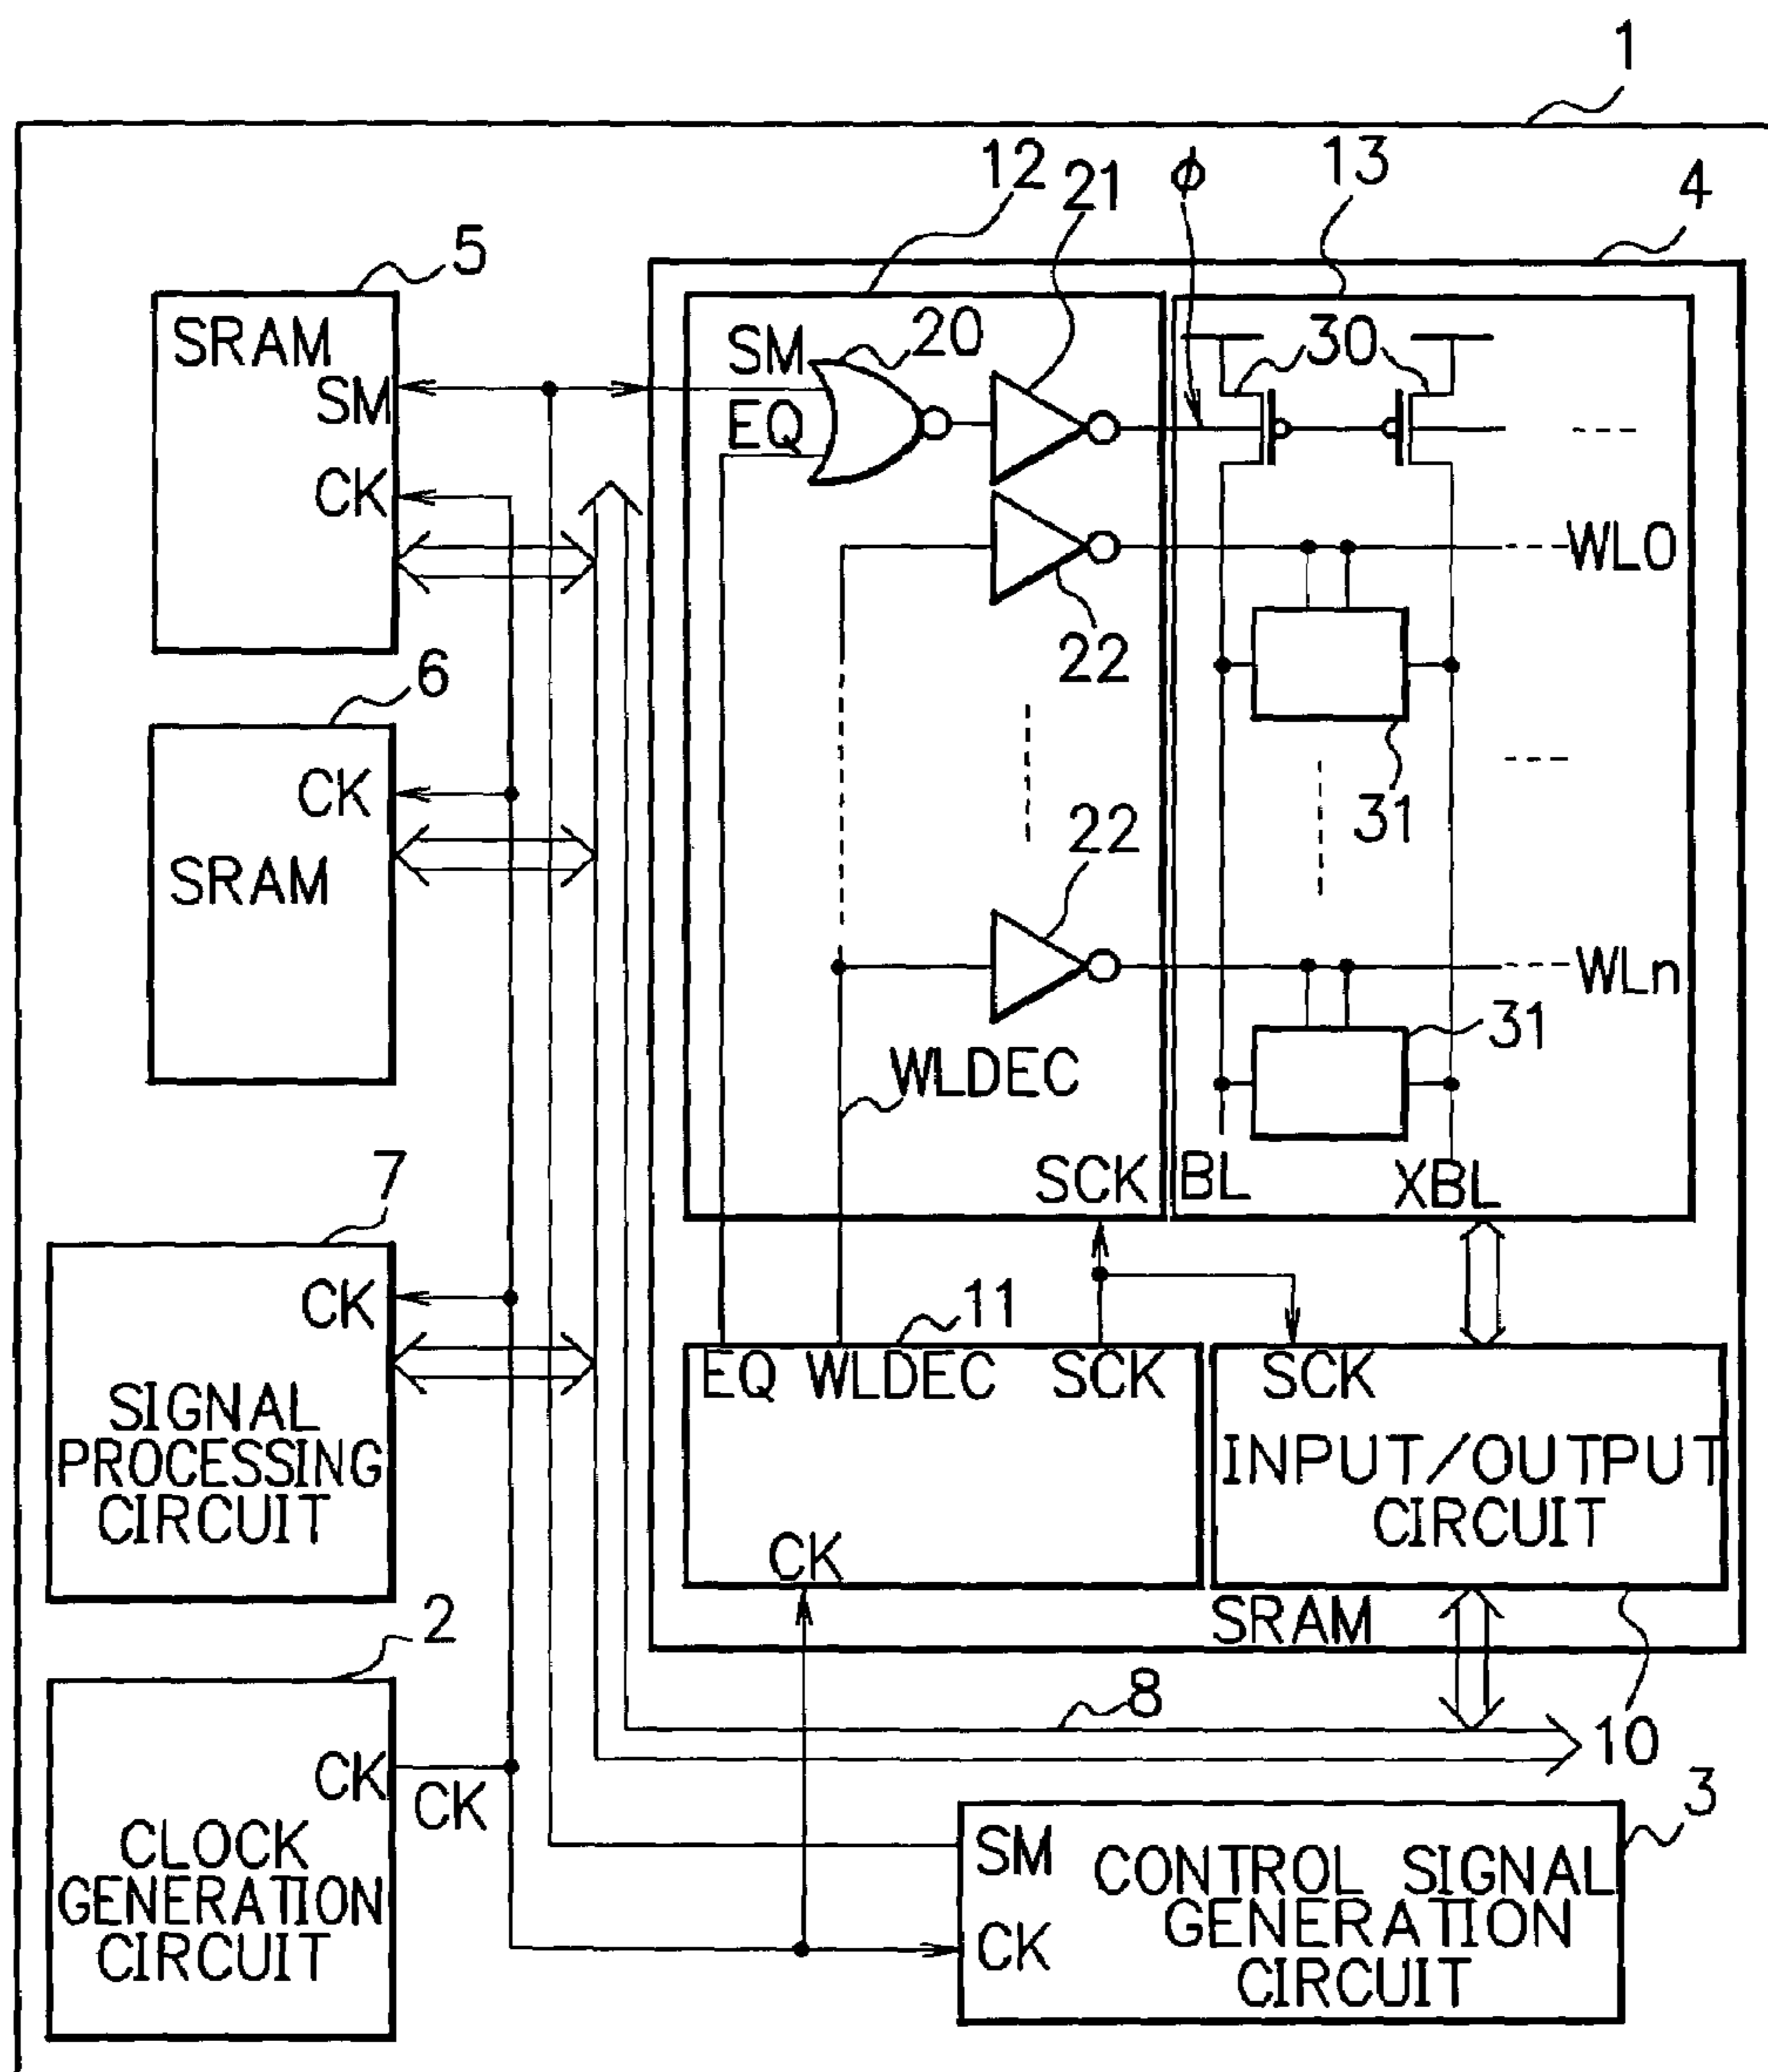 1
12
21
φ
13
4
5
SRAM
SM
CK
SM
EQ
20
30
WL0
22
31
6
CK
SRAM
22
WLn
31
WLDEC
SCK
BL
XBL
7
CK
SIGNAL
PROCESSING
CIRCUIT
11
EQ WLDEC SCK
CK
SCK
INPUT/OUTPUT
CIRCUIT
SRAM
10
8
2
CK
CK
CLOCK
GENERATION
CIRCUIT
3
SM
CK
CONTROL SIGNAL
GENERATION
CIRCUIT